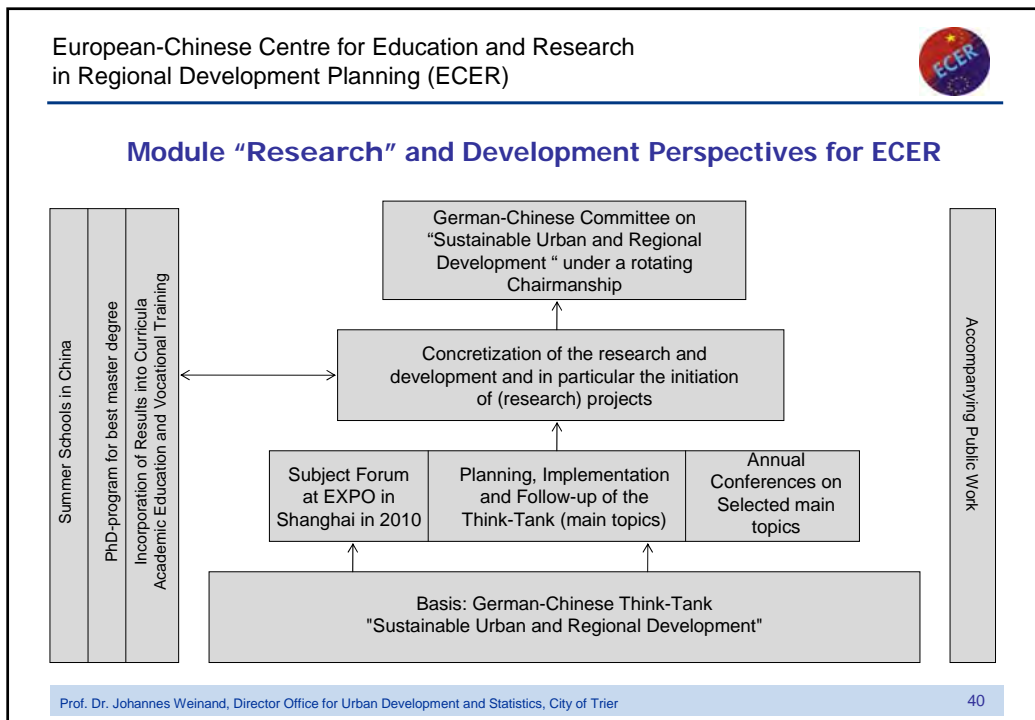 European-Chinese Centre for Education and Research
in Regional Development Planning (ECER)
ECER
Module “Research” and Development Perspectives for ECER
Summer Schools in China
PhD-program for best master degree
Incorporation of Results into Curricula
Academic Education and Vocational Training
German-Chinese Committee on
“Sustainable Urban and Regional
Development “ under a rotating
Chairmanship
Concretization of the research and
development and in particular the initiation
of (research) projects
Subject Forum
at EXPO in
Shanghai in 2010
Planning, Implementation
and Follow-up of the
Think-Tank (main topics)
Annual
Conferences on
Selected main
topics
Basis: German-Chinese Think-Tank
"Sustainable Urban and Regional Development"
Accompanying Public Work
Prof. Dr. Johannes Weinand, Director Office for Urban Development and Statistics, City of Trier
40